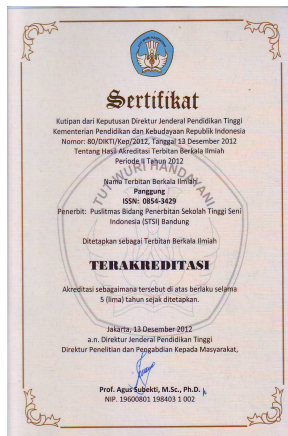 Sertifikat
Kutipan dari Keputusan Direktur Jenderal Pendidikan Tinggi
Kementerian Pendidikan dan Kebudayaan Republik Indonesia
Nomor: 80/DIKTI/Kep/2012, Tanggal 13 Desember 2012
Tentang Hasil Akreditasi Terbitan Berkala Ilmiah
Periode II Tahun 2012
TUT WURI HANDAYANI
Nama Terbitan Berkala Ilmiah
Panggung
ISSN: 0854-3429
Penerbit: Puslitmas Bidang Penerbitan Sekolah Tinggi Seni
Indonesia (STSI) Bandung
Ditetapkan sebagai Terbitan Berkala Ilmiah
TERAKREDITASI
Akreditasi sebagaimana tersebut di atas berlaku selama
5 (lima) tahun sejak ditetapkan.
Jakarta, 13 Desember 2012
a.n. Direktur Jenderal Pendidikan Tinggi
Direktur Penelitian dan Pengabdian Kepada Masyarakat,
Prof. Agus Subekti, M.Sc., Ph.D.
NIP. 19600801 198403 1 002